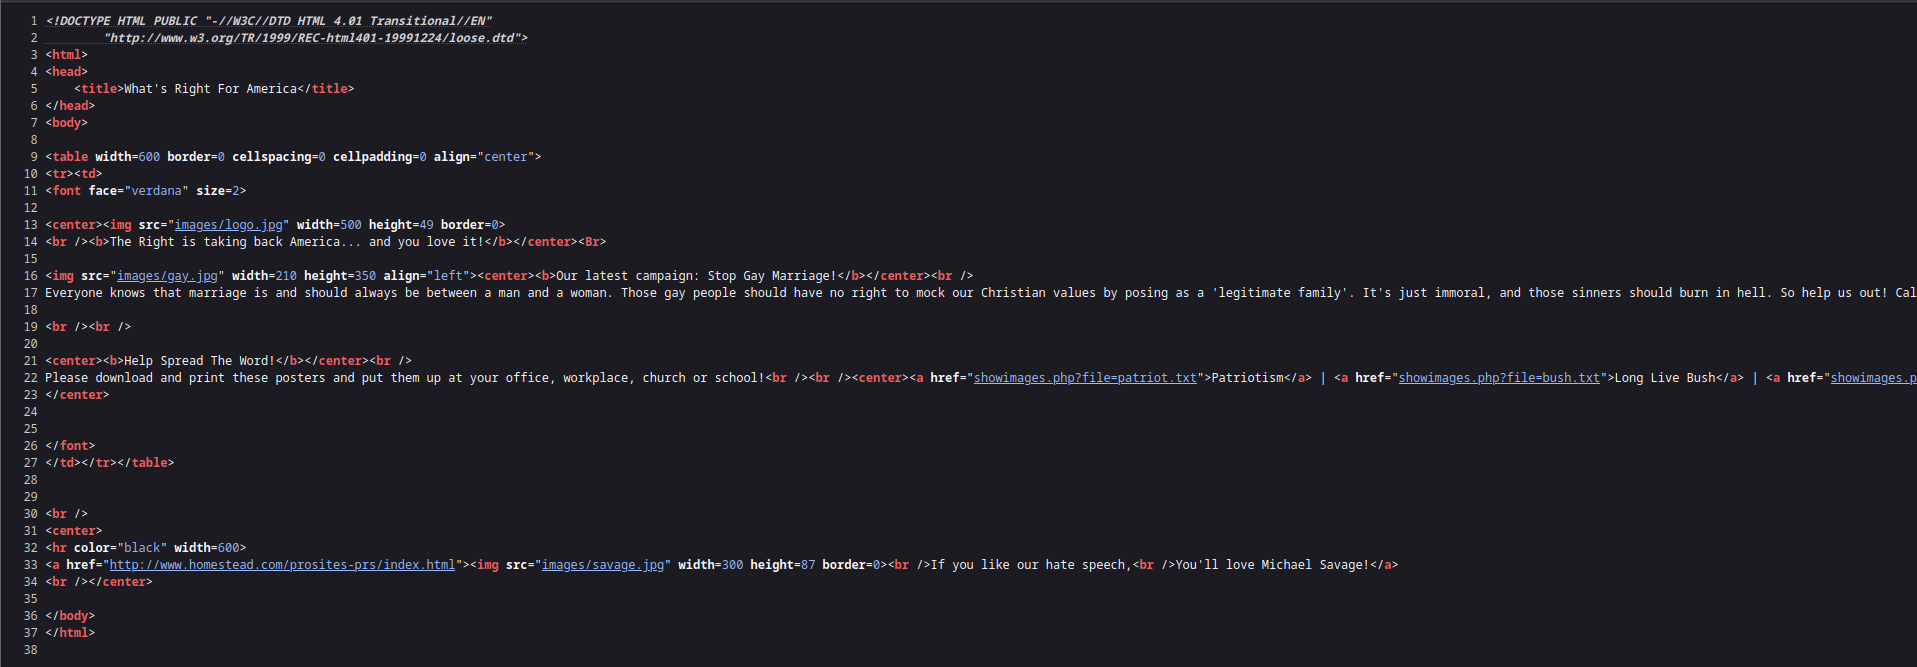 1 <!DOCTYPE HTML PUBLIC "-//W3C//DTD HTML 4.01 Transitional//EN"
2 "http://www.w3.org/TR/1999/REC-html401-19991224/loose.dtd">
3 <html>
4 <head>
5 <title>What's Right For America</title>
6 </head>
7 <body>
8
9 <table width=600 border=0 cellspacing=0 cellpadding=0 align="center">
10 <tr><td>
11 <font face="verdana" size=2>
12
13 <center><img src="images/logo.jpg" width=500 height=49 border=0>
14 <br /><b>The Right is taking back America... and you love it!</b></center><Br>
15
16 <img src="images/gay.jpg" width=210 height=350 align="left"><center><b>Our latest campaign: Stop Gay Marriage!</b></center><br />
17 Everyone knows that marriage is and should always be between a man and a woman. Those gay people should have no right to mock our Christian values by posing as a 'legitimate family'. It's just immoral, and those sinners should burn in hell. So help us out! Cal
18
19 <br /><br />
20
21 <center><b>Help Spread The Word!</b></center><br />
22 Please download and print these posters and put them up at your office, workplace, church or school!<br /><br /><center><a href="showimages.php?file=patriot.txt">Patriotism</a> | <a href="showimages.php?file=bush.txt">Long Live Bush</a> | <a href="showimages.p
23 </center>
24
25
26 </font>
27 </td></tr></table>
28
29
30 <br />
31 <center>
32 <hr color="black" width=600>
33 <a href="http://www.homestead.com/prosites-prs/index.html"><img src="images/savage.jpg" width=300 height=87 border=0><br />If you like our hate speech,<br />You'll love Michael Savage!</a>
34 <br /></center>
35
36 </body>
37 </html>
38